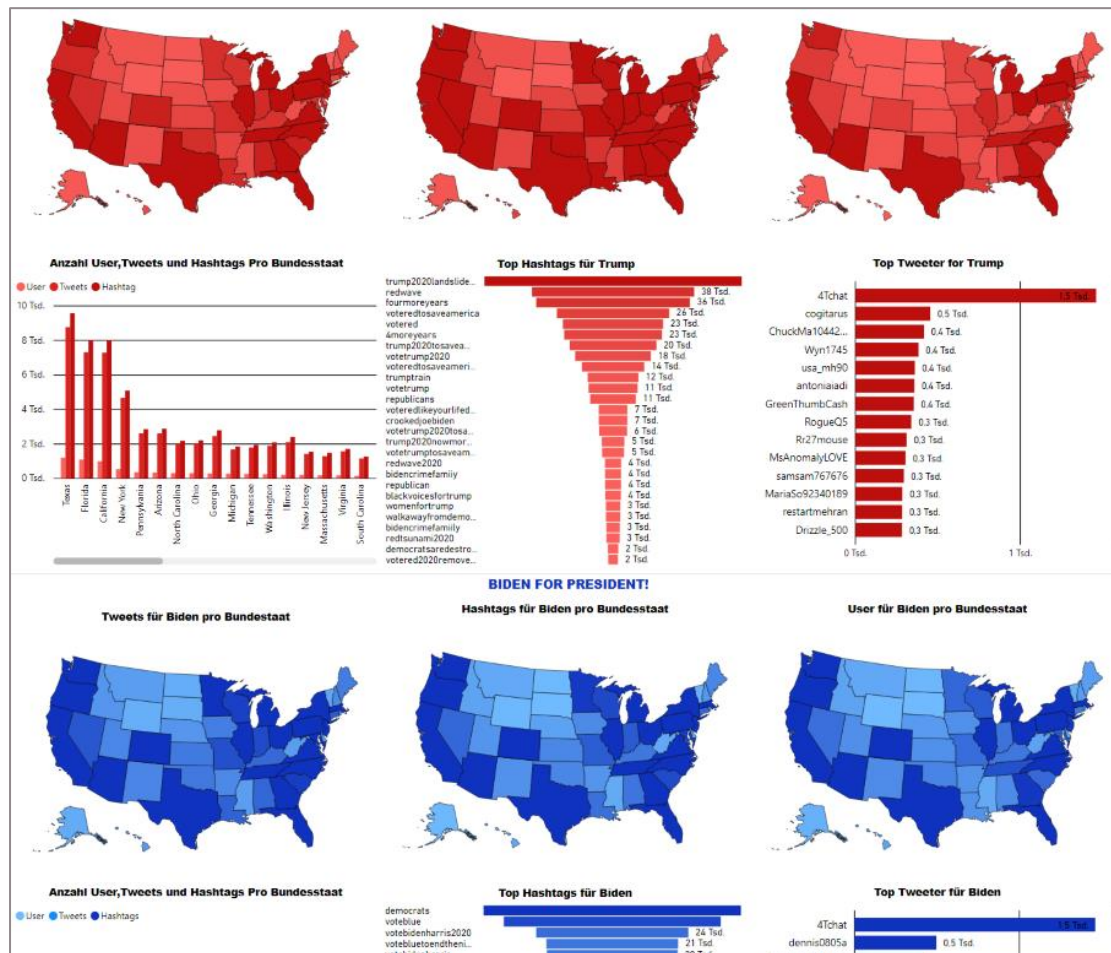 Anzahl User,Tweets und Hashtags Pro Bundesstaat
User Tweets Hashtag
10 Tsd.
8 Tsd.
6 Tsd.
4 Tsd.
2 Tsd.
0 Tsd.
Texas
Florida
California
New York
Pennsylvania
Arizona
North Carolina
Ohio
Georgia
Michigan
Tennessee
Washington
Illinois
New Jersey
Massachusetts
Virginia
South Carolina
Top Hashtags für Trump
trump2020landslide...
redwave 38 Tsd.
fourmoreyears 36 Tsd.
voteredtosaveamerica 26 Tsd.
votered 23 Tsd.
4moreyears 23 Tsd.
trump2020tosavea... 20 Tsd.
votetrump2020 18 Tsd.
voteredtosaveameri... 14 Tsd.
trumptrain 12 Tsd.
votetrump 11 Tsd.
republicans 11 Tsd.
voteredlikeyourlifed... 7 Tsd.
crookedjoebiden 7 Tsd.
votetrump2020tosa... 6 Tsd.
trump2020nowmor... 5 Tsd.
votetrumptosaveam... 5 Tsd.
redwave2020 4 Tsd.
bidencrimefamiiy 4 Tsd.
republican 4 Tsd.
blackvoicesfortrump 4 Tsd.
womenfortrump 3 Tsd.
walkawayfromdemo... 3 Tsd.
bidencrimefamiily 3 Tsd.
redtsunami2020 3 Tsd.
democratsaredestro... 2 Tsd.
votered2020remove... 2 Tsd.
Top Tweeter for Trump
4Tchat 1,5 Tsd.
cogitarus 0,5 Tsd.
ChuckMa10442... 0,4 Tsd.
Wyn1745 0,4 Tsd.
usa_mh90 0,4 Tsd.
antoniaiadi 0,4 Tsd.
GreenThumbCash 0,4 Tsd.
RogueQ5 0,3 Tsd.
Rr27mouse 0,3 Tsd.
MsAnomalyLOVE 0,3 Tsd.
samsam767676 0,3 Tsd.
MariaSo92340189 0,3 Tsd.
restartmehran 0,3 Tsd.
Drizzle_500 0,3 Tsd.
0 Tsd. 1 Tsd.
BIDEN FOR PRESIDENT!
Tweets für Biden pro Bundestaat
Hashtags für Biden pro Bundesstaat
User für Biden pro Bundesstaat
Anzahl User,Tweets und Hashtags Pro Bundesstaat
User Tweets Hashtags
Top Hashtags für Biden
democrats
voteblue
votebidenharris2020 24 Tsd.
votebluetoendtheni... 21 Tsd.
Top Tweeter für Biden
4Tchat 1,5 Tsd.
dennis0805a 0,5 Tsd.